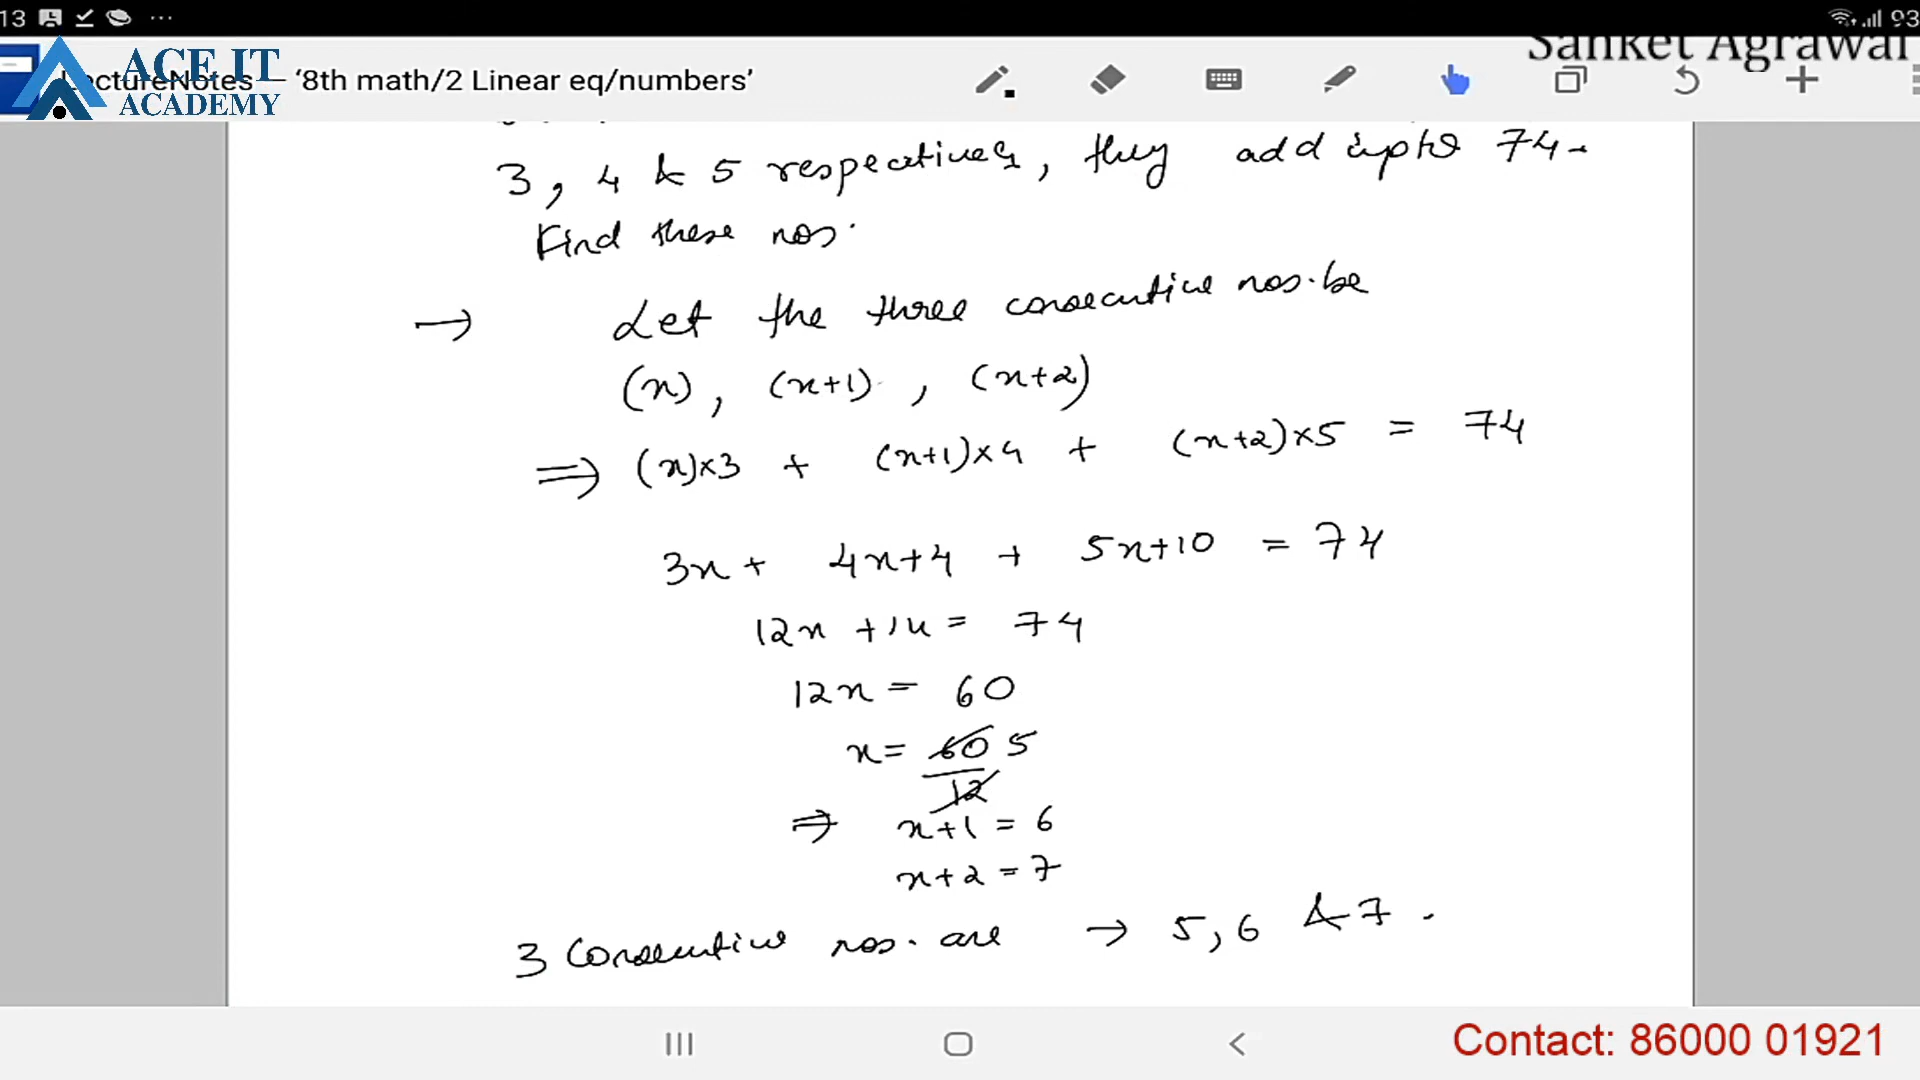 13 ...
93
Sanket Agrawal
ACE IT
ACADEMY
LectureNotes – ‘8th math/2 Linear eq/numbers’
3, 4 & 5 respectively, they add upto 74.
Find these nos.
→ Let the three consecutive nos. be
(x), (x+1), (x+2)
⇒ (x)×3 + (x+1)×4 + (x+2)×5 = 74
3x + 4x+4 + 5x+10 = 74
12x +14 = 74
12x = 60
x = 60 5
12
⇒ x+1 = 6
x+2 = 7
3 Consecutive nos. are → 5, 6 & 7.
Contact: 86000 01921